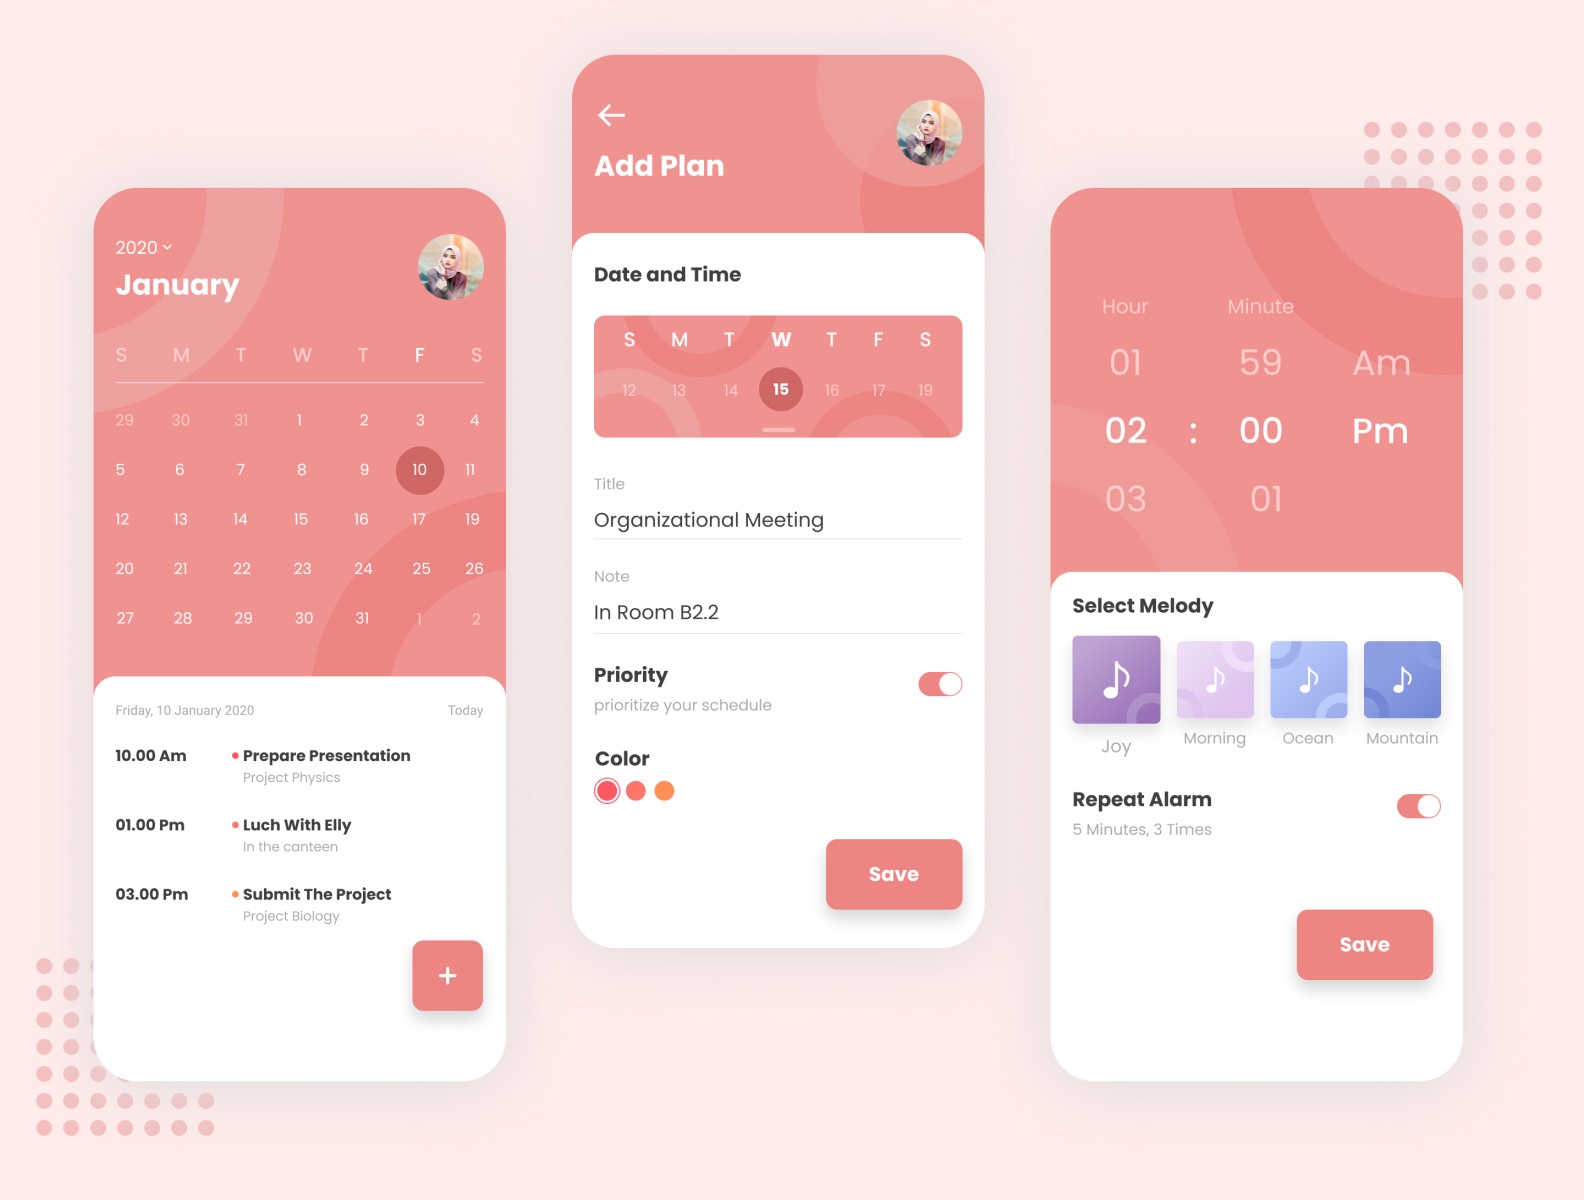 2020
January
S M T W T F S
29 30 31 1 2 3 4
5 6 7 8 9 10 11
12 13 14 15 16 17 19
20 21 22 23 24 25 26
27 28 29 30 31 1 2
Friday, 10 January 2020 Today
10.00 Am Prepare Presentation
Project Physics
01.00 Pm Luch With Elly
In the canteen
03.00 Pm Submit The Project
Project Biology
+
Add Plan
Date and Time
S M T W T F S
12 13 14 15 16 17 19
Title
Organizational Meeting
Note
In Room B2.2
Priority
prioritize your schedule
Color
Save
Hour Minute
01 59 Am
02 : 00 Pm
03 01
Select Melody
Joy Morning Ocean Mountain
Repeat Alarm
5 Minutes, 3 Times
Save